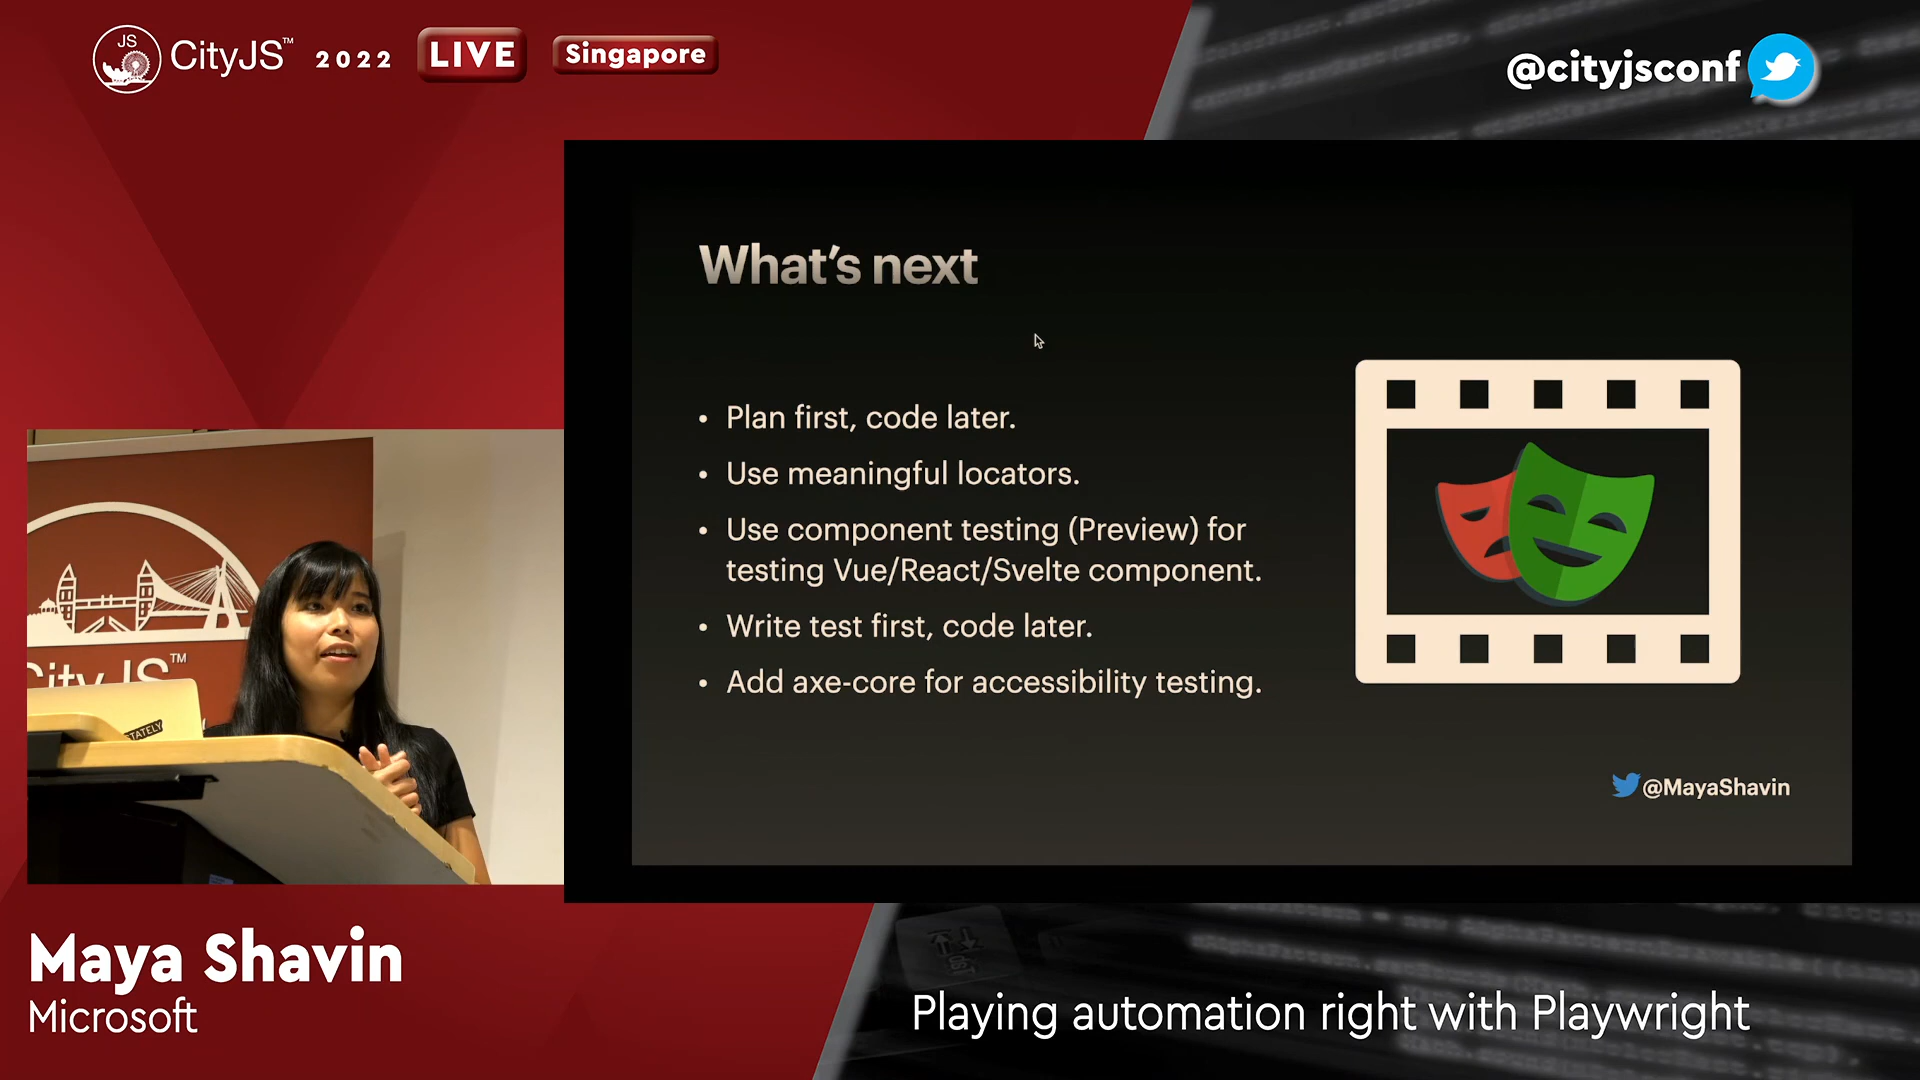 JS
CityJS™ 2022 LIVE Singapore
@cityjsconf
What's next
• Plan first, code later.
• Use meaningful locators.
• Use component testing (Preview) for
testing Vue/React/Svelte component.
• Write test first, code later.
• Add axe-core for accessibility testing.
@MayaShavin
City JS™
STATELY
Maya Shavin
Microsoft
Playing automation right with Playwright